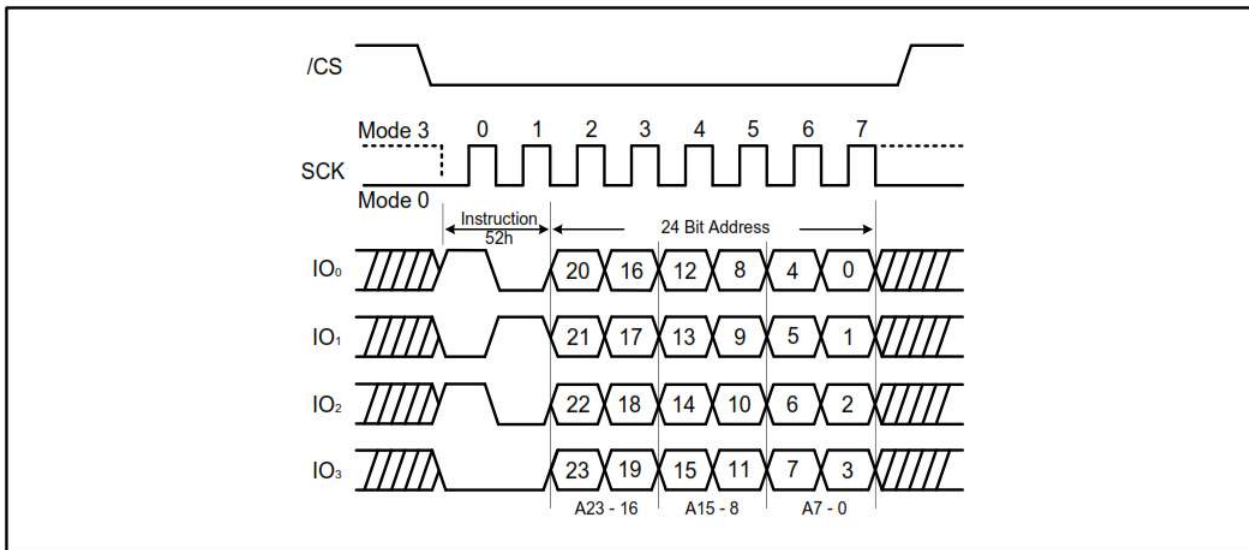 /CS
Mode 3 0 1 2 3 4 5 6 7
SCK
Mode 0
Instruction 24 Bit Address
52h
IO₀ 20 16 12 8 4 0
IO₁ 21 17 13 9 5 1
IO₂ 22 18 14 10 6 2
IO₃ 23 19 15 11 7 3
A23 - 16 A15 - 8 A7 - 0